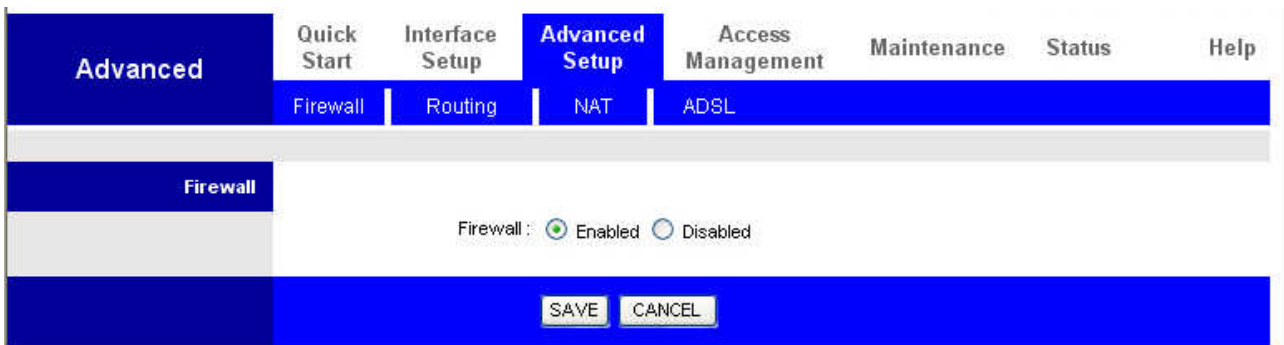 Advanced
Quick Start
Interface Setup
Advanced Setup
Access Management
Maintenance
Status
Help
Firewall
Routing
NAT
ADSL
Firewall
Firewall : Enabled Disabled
SAVE CANCEL